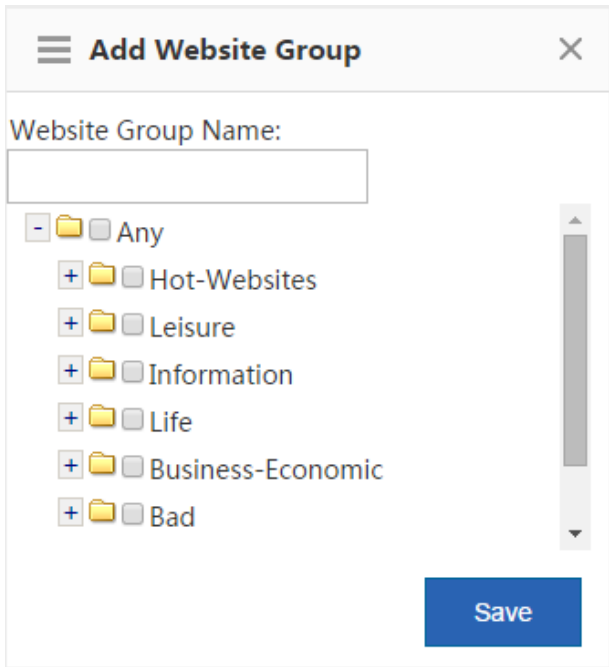 Add Website Group
Website Group Name:
Any
Hot-Websites
Leisure
Information
Life
Business-Economic
Bad
Save